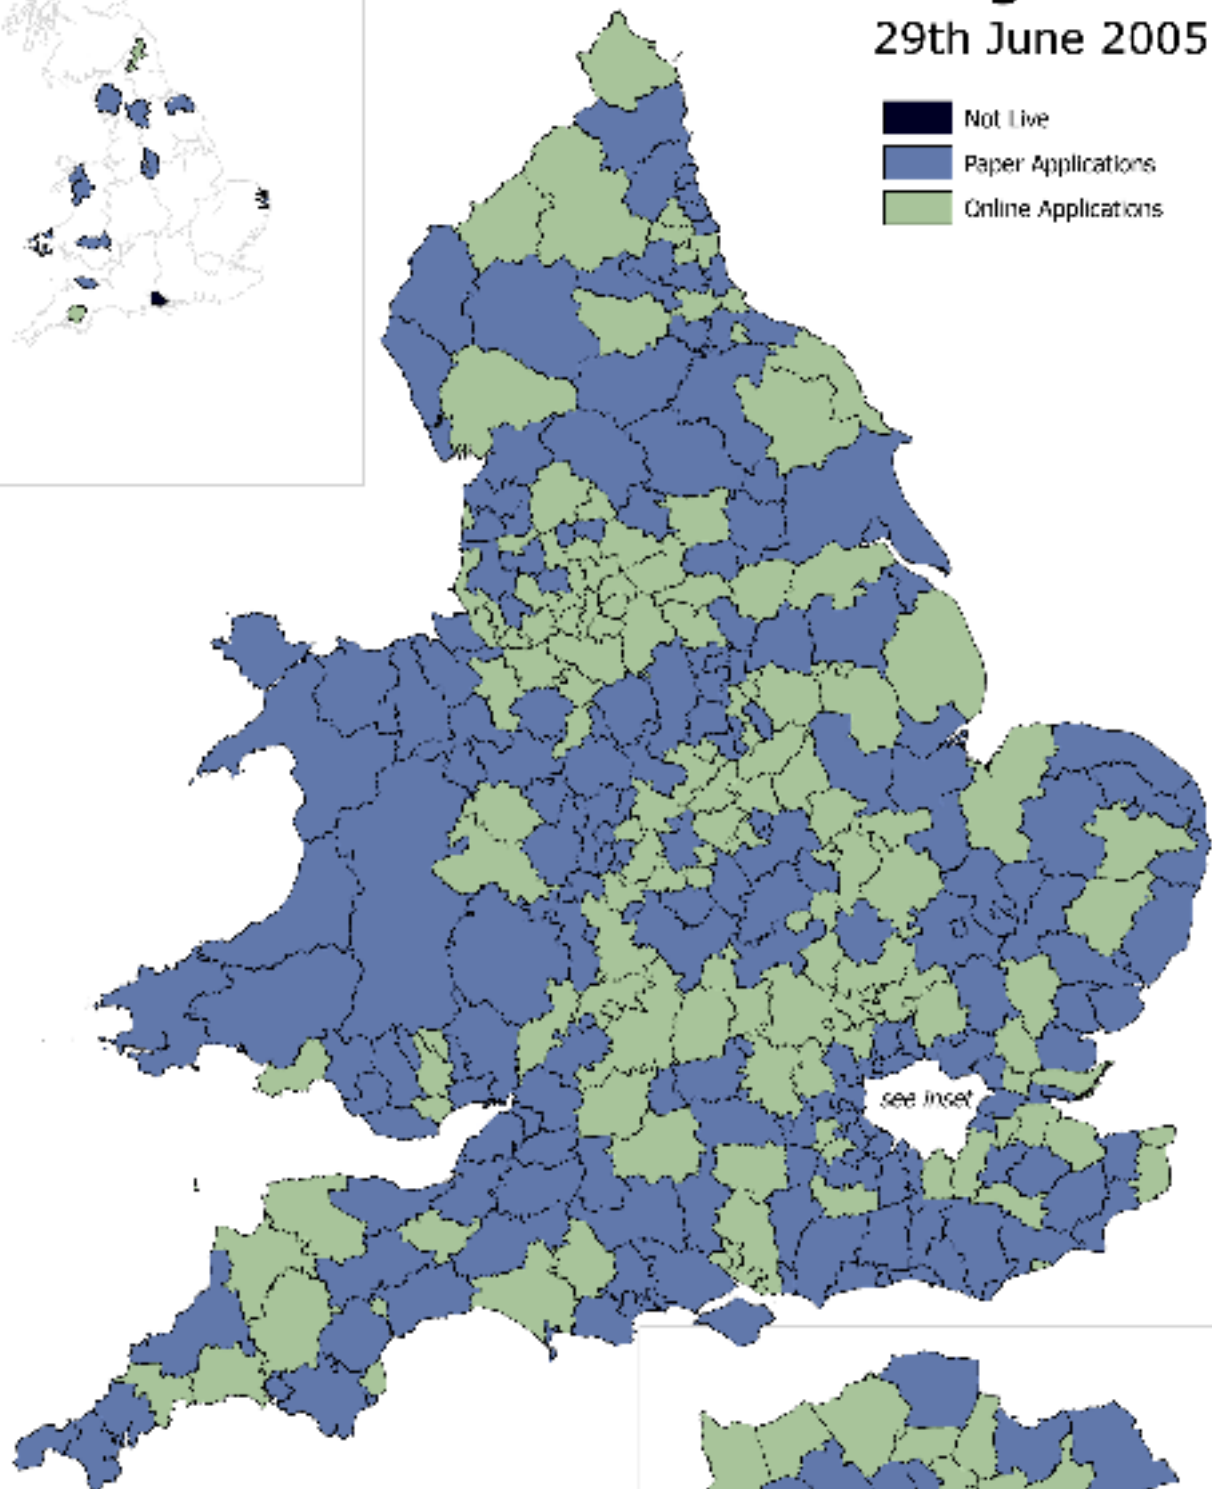 29th June 2005
Not Live
Paper Applications
Online Applications
see inset